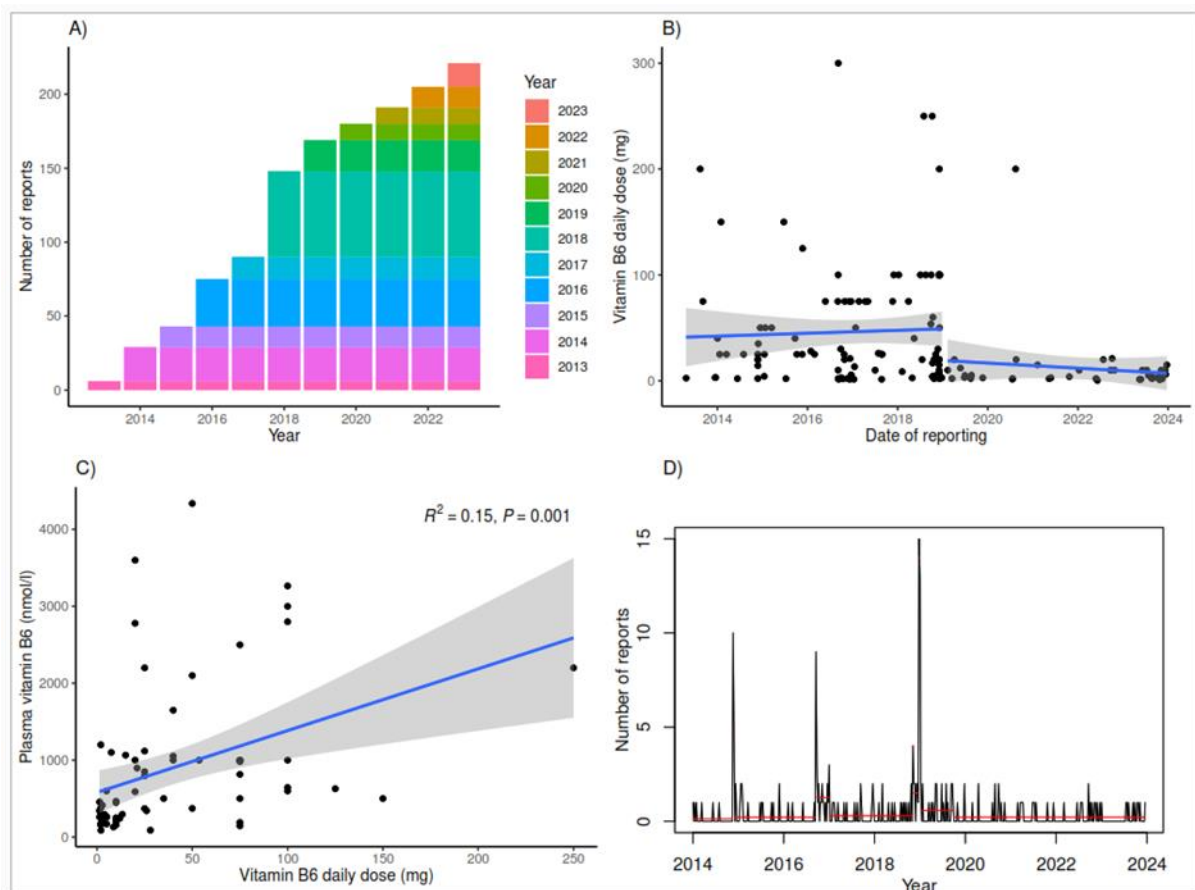 A)
Number of reports
200
150
100
50
0
2014 2016 2018 2020 2022
Year
Year
2023
2022
2021
2020
2019
2018
2017
2016
2015
2014
2013
B)
Vitamin B6 daily dose (mg)
300
200
100
0
2014 2016 2018 2020 2022 2024
Date of reporting
C)
R² = 0.15, P = 0.001
Plasma vitamin B6 (nmol/l)
4000
3000
2000
1000
0
0 50 100 150 200 250
Vitamin B6 daily dose (mg)
D)
Number of reports
15
10
5
0
2014 2016 2018 2020 2022 2024
Year